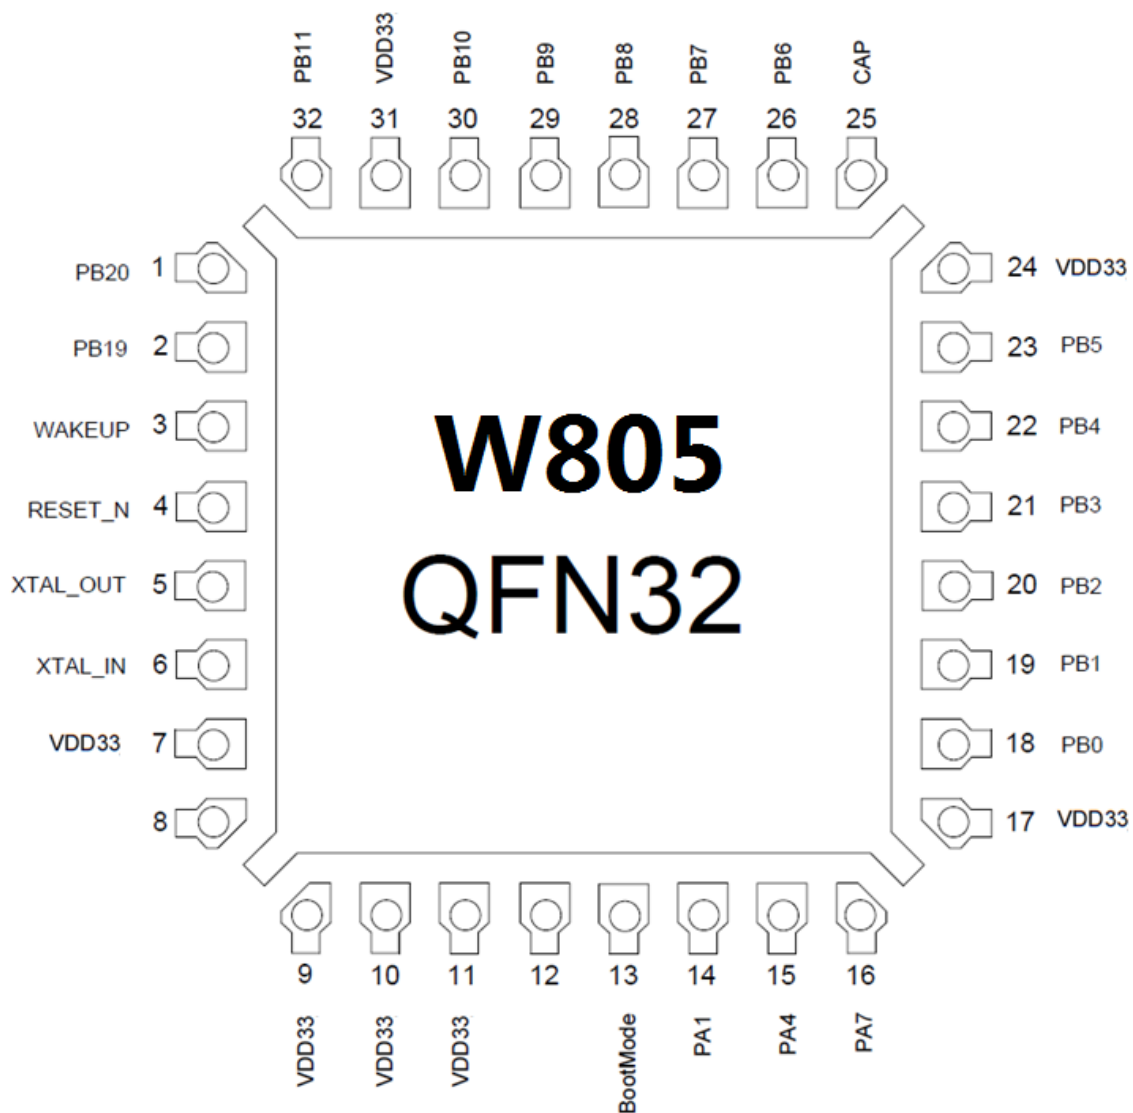 PB11 VDD33 PB10 PB9 PB8 PB7 PB6 CAP
32 31 30 29 28 27 26 25
PB20 1 24 VDD33
PB19 2 23 PB5
WAKEUP 3 22 PB4
W805
RESET_N 4 21 PB3
XTAL_OUT 5 20 PB2
QFN32
XTAL_IN 6 19 PB1
VDD33 7 18 PB0
8 17 VDD33
9 10 11 12 13 14 15 16
VDD33 VDD33 VDD33 BootMode PA1 PA4 PA7